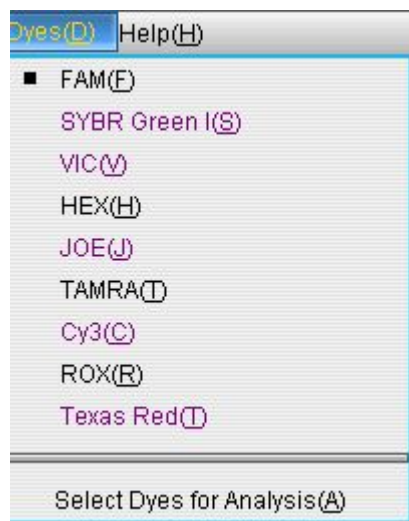 Dyes(D) Help(H)
FAM(F)
SYBR Green I(S)
VIC(V)
HEX(H)
JOE(J)
TAMRA(T)
Cy3(C)
ROX(R)
Texas Red(T)
Select Dyes for Analysis(A)